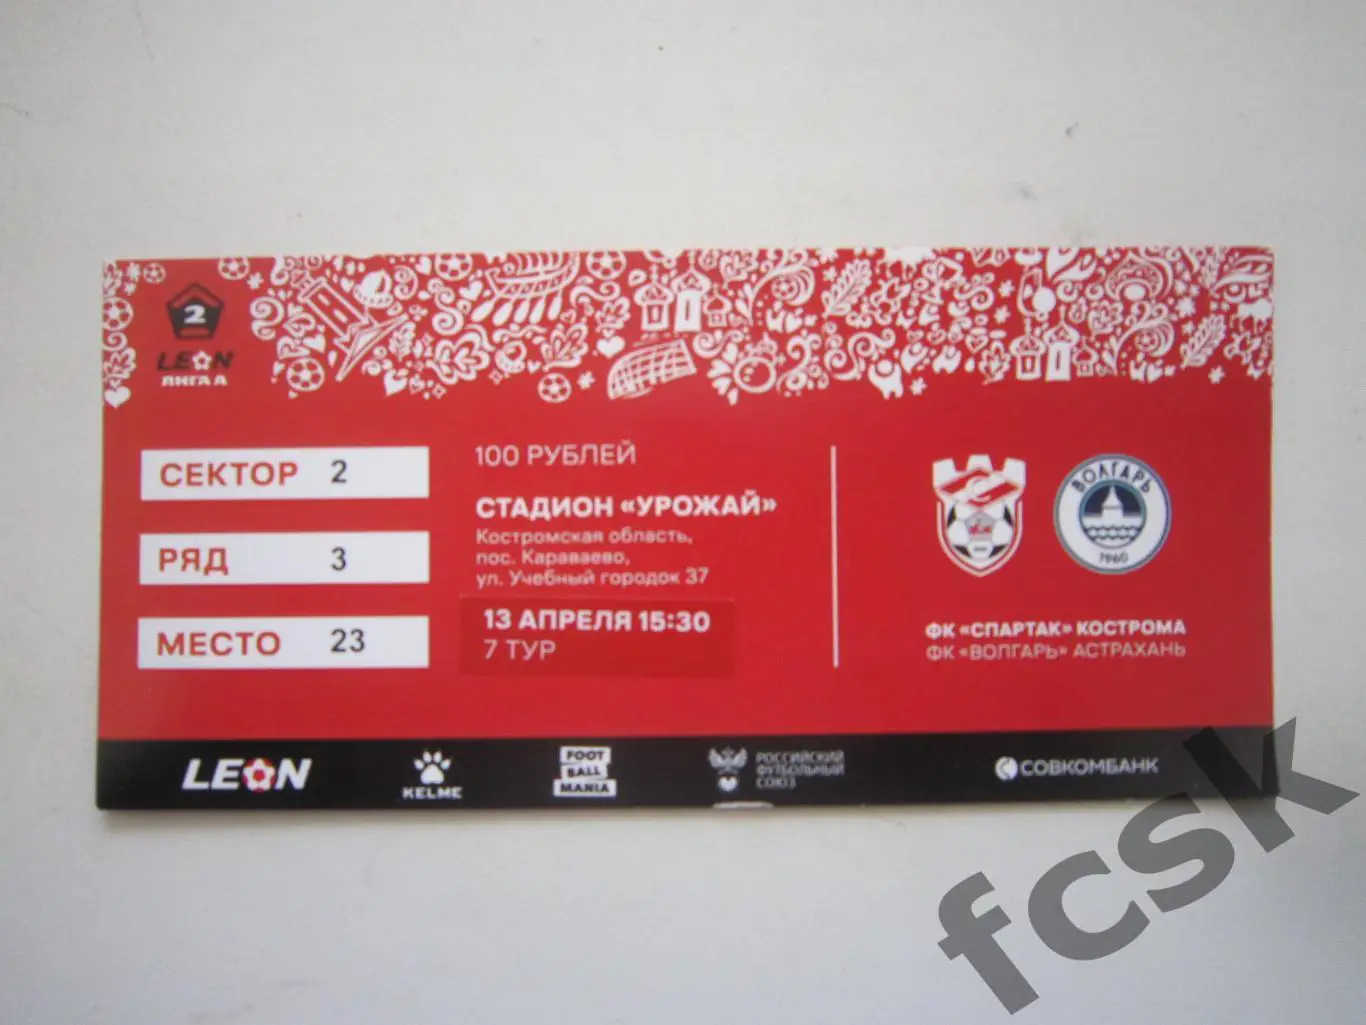 2
LEON
ЛИГА А
СЕКТОР 2
РЯД 3
МЕСТО 23
100 РУБЛЕЙ
СТАДИОН «УРОЖАЙ»
Костромская область,
пос. Караваево,
ул. Учебный городок 37
13 АПРЕЛЯ 15:30
7 ТУР
С
ВОЛГАРЬ
1960
ФК «СПАРТАК» КОСТРОМА
ФК «ВОЛГАРЬ» АСТРАХАНЬ
LEON
KELME
FOOT
BALL
MANIA
РОССИЙСКИЙ
ФУТБОЛЬНЫЙ
СОЮЗ
СОВКОМБАНК
fcsk